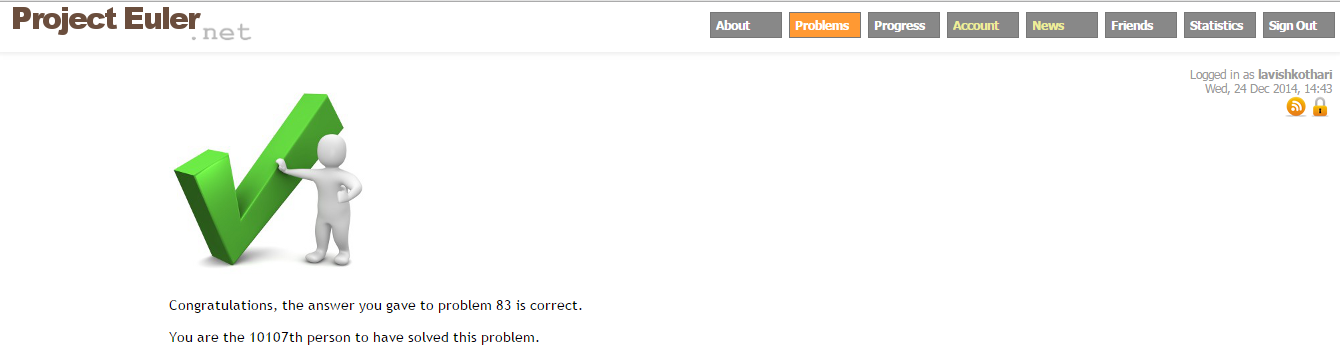 Project Euler.net
About Problems Progress Account News Friends Statistics Sign Out
Logged in as lavishkothari
Wed, 24 Dec 2014, 14:43
Congratulations, the answer you gave to problem 83 is correct.
You are the 10107th person to have solved this problem.